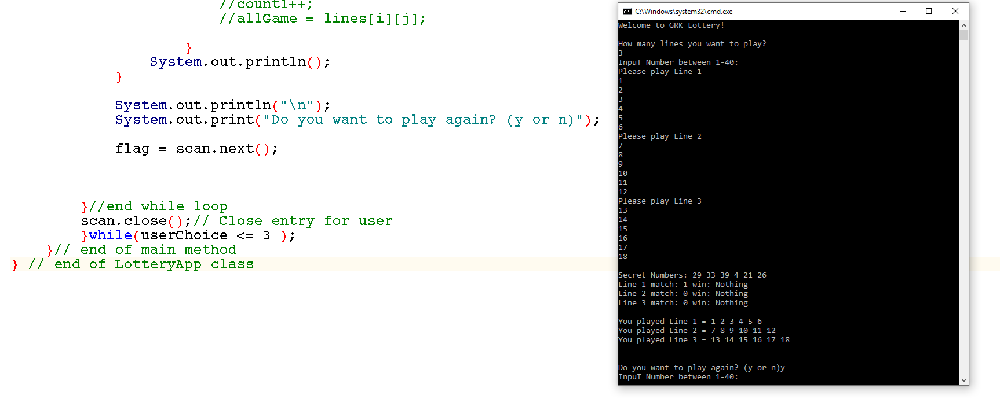 //count1++;
//allGame = lines[i][j];
}
System.out.println();
}
System.out.println("\n");
System.out.print("Do you want to play again? (y or n)");
flag = scan.next();
}//end while loop
scan.close();// Close entry for user
}while(userChoice <= 3 );
}// end of main method
} // end of LotteryApp class
C:\Windows\system32\cmd.exe
Welcome to GRK Lottery!
How many lines you want to play?
3
InpuT Number between 1-40:
Please play Line 1
1
2
3
4
5
6
Please play Line 2
7
8
9
10
11
12
Please play Line 3
13
14
15
16
17
18
Secret Numbers: 29 33 39 4 21 26
Line 1 match: 1 win: Nothing
Line 2 match: 0 win: Nothing
Line 3 match: 0 win: Nothing
You played Line 1 = 1 2 3 4 5 6
You played Line 2 = 7 8 9 10 11 12
You played Line 3 = 13 14 15 16 17 18
Do you want to play again? (y or n)y
InpuT Number between 1-40: